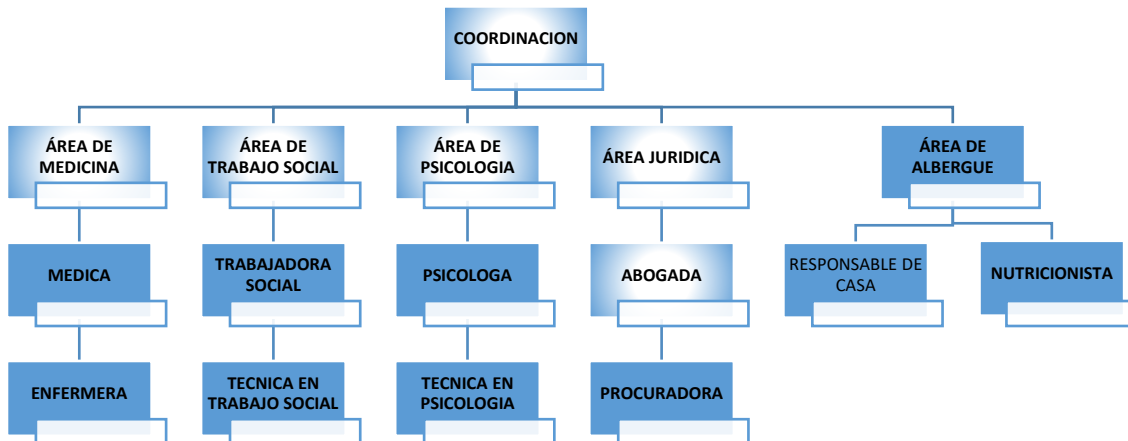 COORDINACION
ÁREA DE
MEDICINA
ÁREA DE
TRABAJO SOCIAL
ÁREA DE
PSICOLOGIA
ÁREA JURIDICA
ÁREA DE
ALBERGUE
MEDICA
TRABAJADORA
SOCIAL
PSICOLOGA
ABOGADA
RESPONSABLE DE
CASA
NUTRICIONISTA
ENFERMERA
TECNICA EN
TRABAJO SOCIAL
TECNICA EN
PSICOLOGIA
PROCURADORA